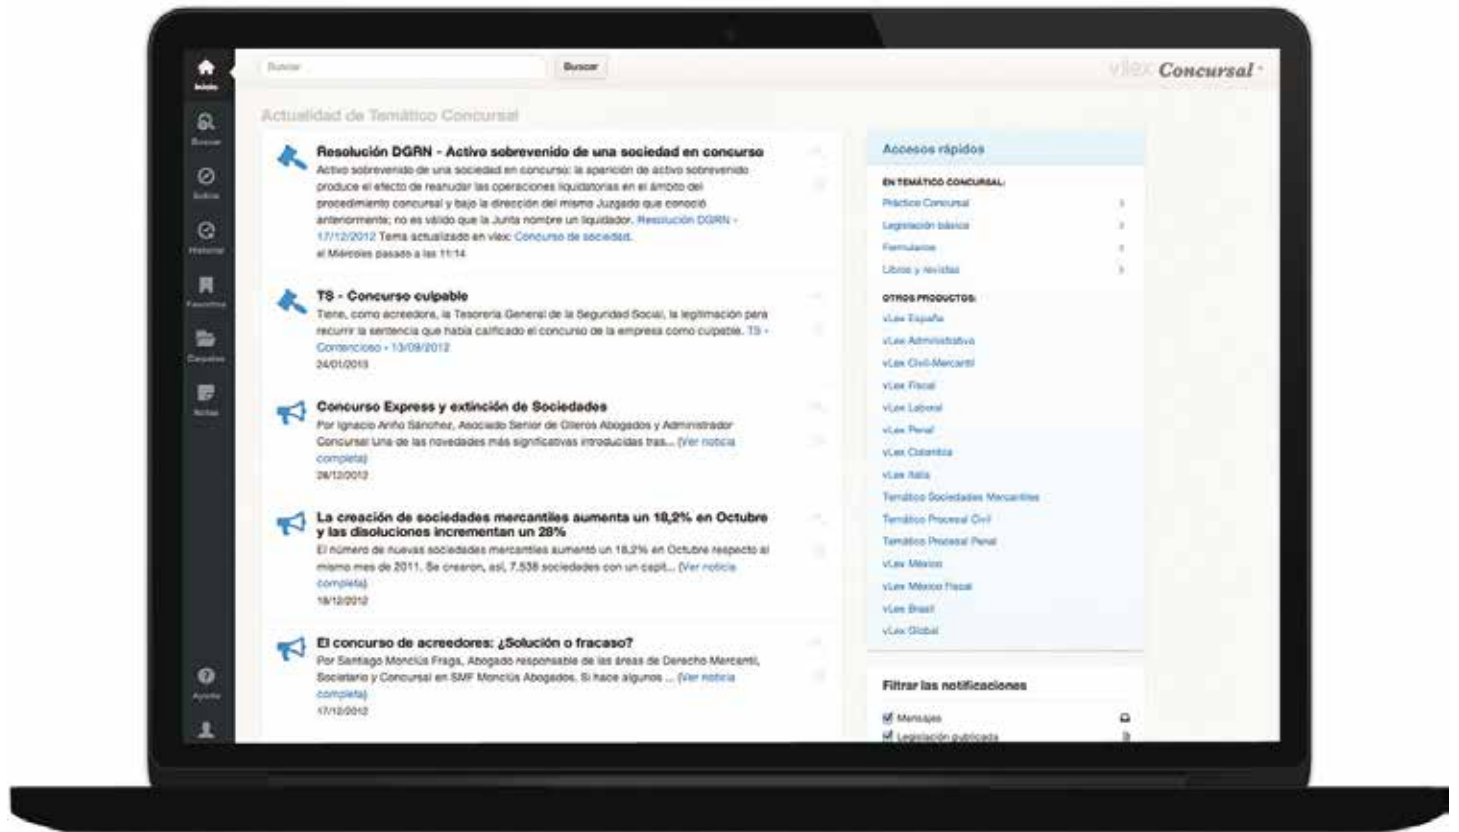 Inicio
Buscar
Índice
Historial
Favoritos
Carpetas
Notas
Ayuda
Buscar
Buscar
vlex Concursal
Actualidad de Temático Concursal
Resolución DGRN - Activo sobrevenido de una sociedad en concurso
Activo sobrevenido de una sociedad en concurso: la aparición de activo sobrevenido
produce el efecto de reanudar las operaciones liquidatorias en el ámbito del
procedimiento concursal y bajo la dirección del mismo Juzgado que conoció
anteriormente; no es válido que la Junta nombre un liquidador. Resolución DGRN -
17/12/2012 Tema actualizado en vlex: Concurso de sociedad.
el Miércoles pasado a las 11:14
TS - Concurso culpable
Tiene, como acreedora, la Tesorería General de la Seguridad Social, la legitimación para
recurrir la sentencia que había calificado el concurso de la empresa como culpable. TS -
Contencioso - 13/09/2012
24/01/2013
Concurso Express y extinción de Sociedades
Por Ignacio Ariño Sánchez, Asociado Senior de Olleros Abogados y Administrador
Concursal Una de las novedades más significativas introducidas tras... (Ver noticia
completa)
28/12/2012
La creación de sociedades mercantiles aumenta un 18,2% en Octubre
y las disoluciones incrementan un 28%
El número de nuevas sociedades mercantiles aumentó un 18,2% en Octubre respecto al
mismo mes de 2011. Se crearon, así, 7.538 sociedades con un capit... (Ver noticia
completa)
18/12/2012
El concurso de acreedores: ¿Solución o fracaso?
Por Santiago Monclús Fraga, Abogado responsable de las áreas de Derecho Mercantil,
Societario y Concursal en SMF Monclús Abogados. Si hace algunos ... (Ver noticia
completa)
17/12/2012
Accesos rápidos
EN TEMÁTICO CONCURSAL:
Práctico Concursal
Legislación básica
Formularios
Libros y revistas
OTROS PRODUCTOS:
vLex España
vLex Administrativo
vLex Civil-Mercantil
vLex Fiscal
vLex Laboral
vLex Penal
vLex Colombia
vLex Italia
Temático Sociedades Mercantiles
Temático Procesal Civil
Temático Procesal Penal
vLex México
vLex México Fiscal
vLex Brasil
vLex Global
Filtrar las notificaciones
Mensajes
Legislación publicada